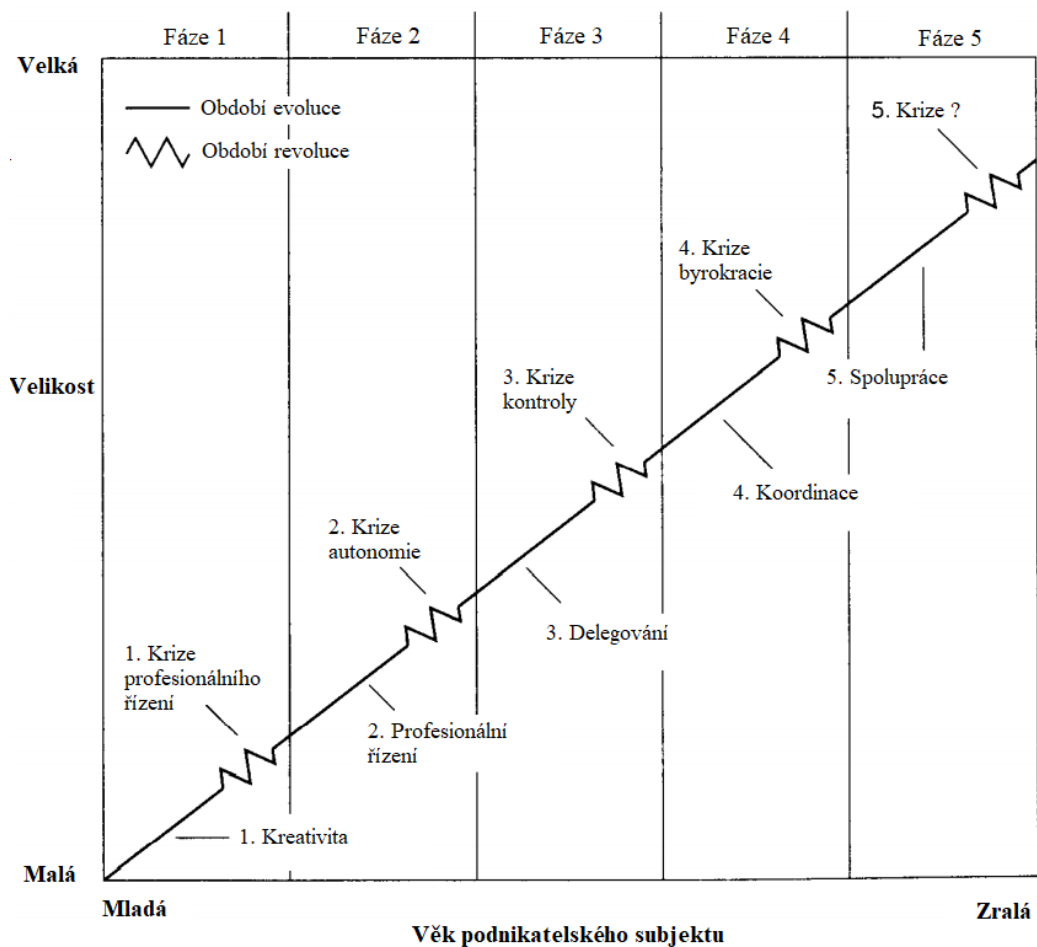 Fáze 1
Fáze 2
Fáze 3
Fáze 4
Fáze 5
Velká
Období evoluce
Období revoluce
5. Krize ?
4. Krize
byrokracie
Velikost
3. Krize
kontroly
5. Spolupráce
4. Koordinace
2. Krize
autonomie
3. Delegování
1. Krize
profesionálního
řízení
2. Profesionální
řízení
1. Kreativita
Malá
Mladá
Zralá
Věk podnikatelského subjektu